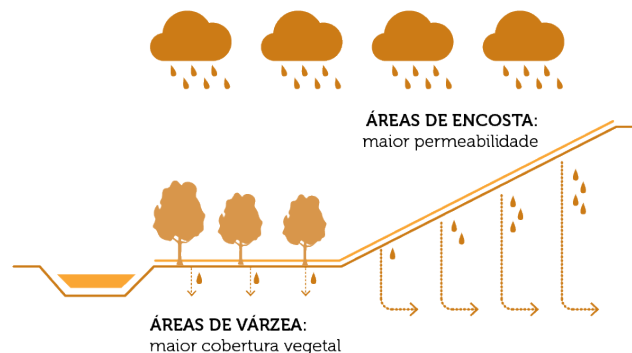 ÁREAS DE ENCOSTA:
maior permeabilidade
ÁREAS DE VÁRZEA:
maior cobertura vegetal